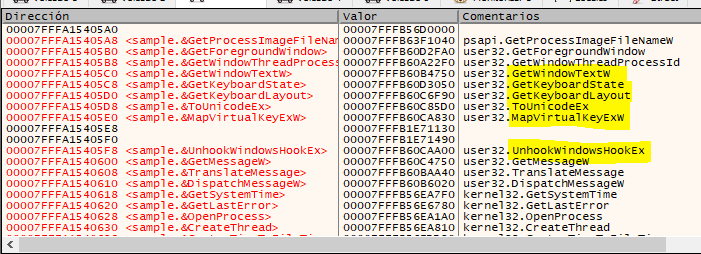 Dirección Valor Comentarios
00007FFFA15405A0 00007FFFB56D0000
00007FFFA15405A8 <sample.&GetProcessImageFileNam 00007FFFB63F1040 psapi.GetProcessImageFileNameW
00007FFFA15405B0 <sample.&GetForegroundWindow> 00007FFFB60D2FA0 user32.GetForegroundWindow
00007FFFA15405B8 <sample.&GetWindowThreadProcess 00007FFFB60A22F0 user32.GetWindowThreadProcessId
00007FFFA15405C0 <sample.&GetWindowTextW> 00007FFFB60B4750 user32.GetWindowTextW
00007FFFA15405C8 <sample.&GetKeyboardState> 00007FFFB60D3050 user32.GetKeyboardState
00007FFFA15405D0 <sample.&GetKeyboardLayout> 00007FFFB60C6F90 user32.GetKeyboardLayout
00007FFFA15405D8 <sample.&ToUnicodeEx> 00007FFFB60C85D0 user32.ToUnicodeEx
00007FFFA15405E0 <sample.&MapVirtualKeyExW> 00007FFFB60CA830 user32.MapVirtualKeyExW
00007FFFA15405E8 00007FFFB1E71130
00007FFFA15405F0 00007FFFB1E71490
00007FFFA15405F8 <sample.&UnhookWindowsHookEx> 00007FFFB60CAA00 user32.UnhookWindowsHookEx
00007FFFA1540600 <sample.&GetMessageW> 00007FFFB60C4750 user32.GetMessageW
00007FFFA1540608 <sample.&TranslateMessage> 00007FFFB60BAA40 user32.TranslateMessage
00007FFFA1540610 <sample.&DispatchMessageW> 00007FFFB60B6020 user32.DispatchMessageW
00007FFFA1540618 <sample.&GetSystemTime> 00007FFFB56EA7F0 kernel32.GetSystemTime
00007FFFA1540620 <sample.&GetLastError> 00007FFFB56E6780 kernel32.GetLastError
00007FFFA1540628 <sample.&OpenProcess> 00007FFFB56EA1A0 kernel32.OpenProcess
00007FFFA1540630 <sample.&CreateThread> 00007FFFB56EA810 kernel32.CreateThread